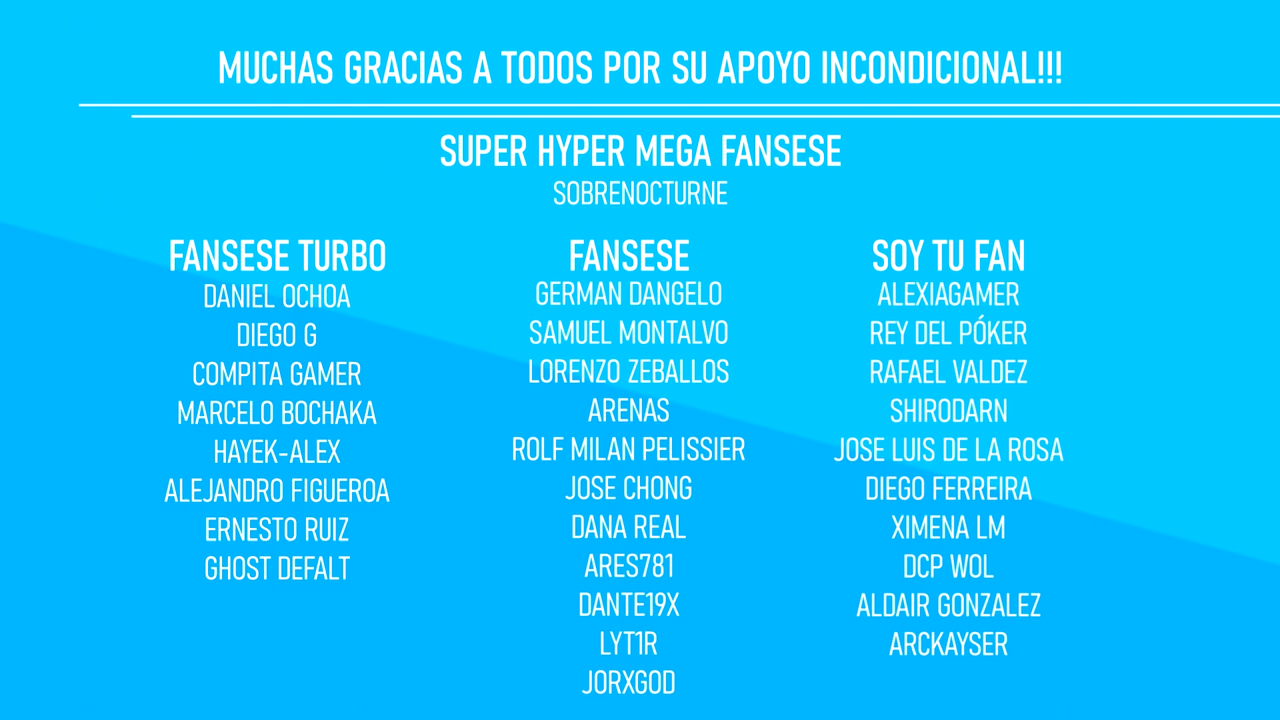 MUCHAS GRACIAS A TODOS POR SU APOYO INCONDICIONAL!!!
SUPER HYPER MEGA FANSESE
SOBRENOCTURNE
FANSESE TURBO
DANIEL OCHOA
DIEGO G
COMPITA GAMER
MARCELO BOCHAKA
HAYEK-ALEX
ALEJANDRO FIGUEROA
ERNESTO RUIZ
GHOST DEFALT
FANSESE
GERMAN DANGELO
SAMUEL MONTALVO
LORENZO ZEBALLOS
ARENAS
ROLF MILAN PELISSIER
JOSE CHONG
DANA REAL
ARES781
DANTE19X
LYT1R
JORXGOD
SOY TU FAN
ALEXIAGAMER
REY DEL PÓKER
RAFAEL VALDEZ
SHIRODARN
JOSE LUIS DE LA ROSA
DIEGO FERREIRA
XIMENA LM
DCP WOL
ALDAIR GONZALEZ
ARCKAYSER